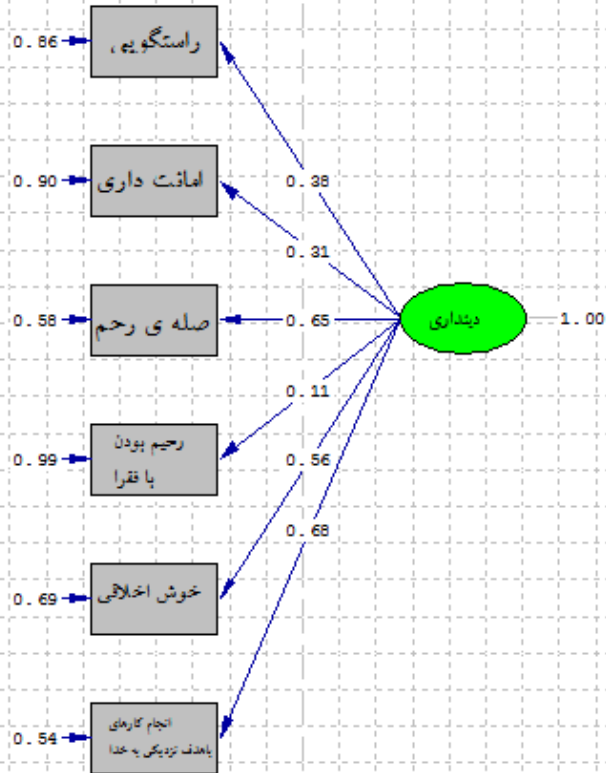 راستگویی
0.86
0.38
امانت داری
0.90
0.31
صله ی رحم
0.58
0.65
دینداری
1.00
رحیم بودن
با فقرا
0.99
0.11
خوش اخلاقی
0.69
0.56
انجام کارهای
باهدف نزدیکی به خدا
0.54
0.68